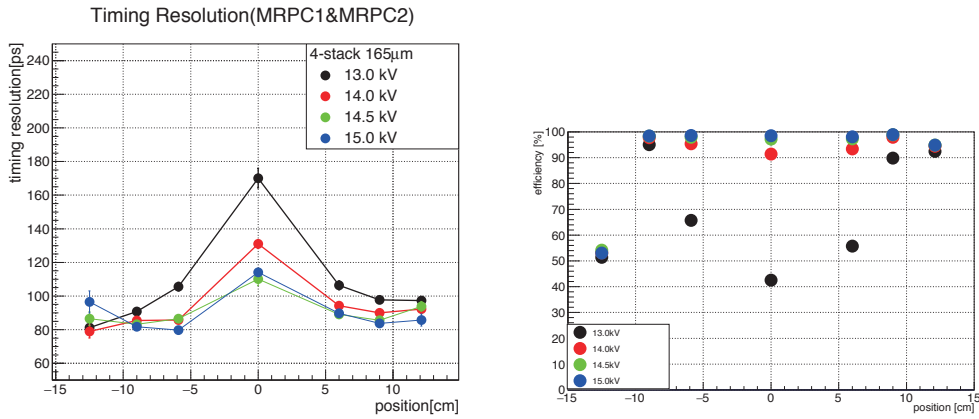 Timing Resolution(MRPC1&MRPC2)
timing resolution[ps]
240
220
200
180
160
140
120
100
80
60
4-stack 165μm
13.0 kV
14.0 kV
14.5 kV
15.0 kV
−15 −10 −5 0 5 10
position[cm]
efficiency [%]
100
90
80
70
60
50
40
30
20
10
0
13.0kV
14.0kV
14.5kV
15.0kV
−15 −10 −5 0 5 10 15
position [cm]